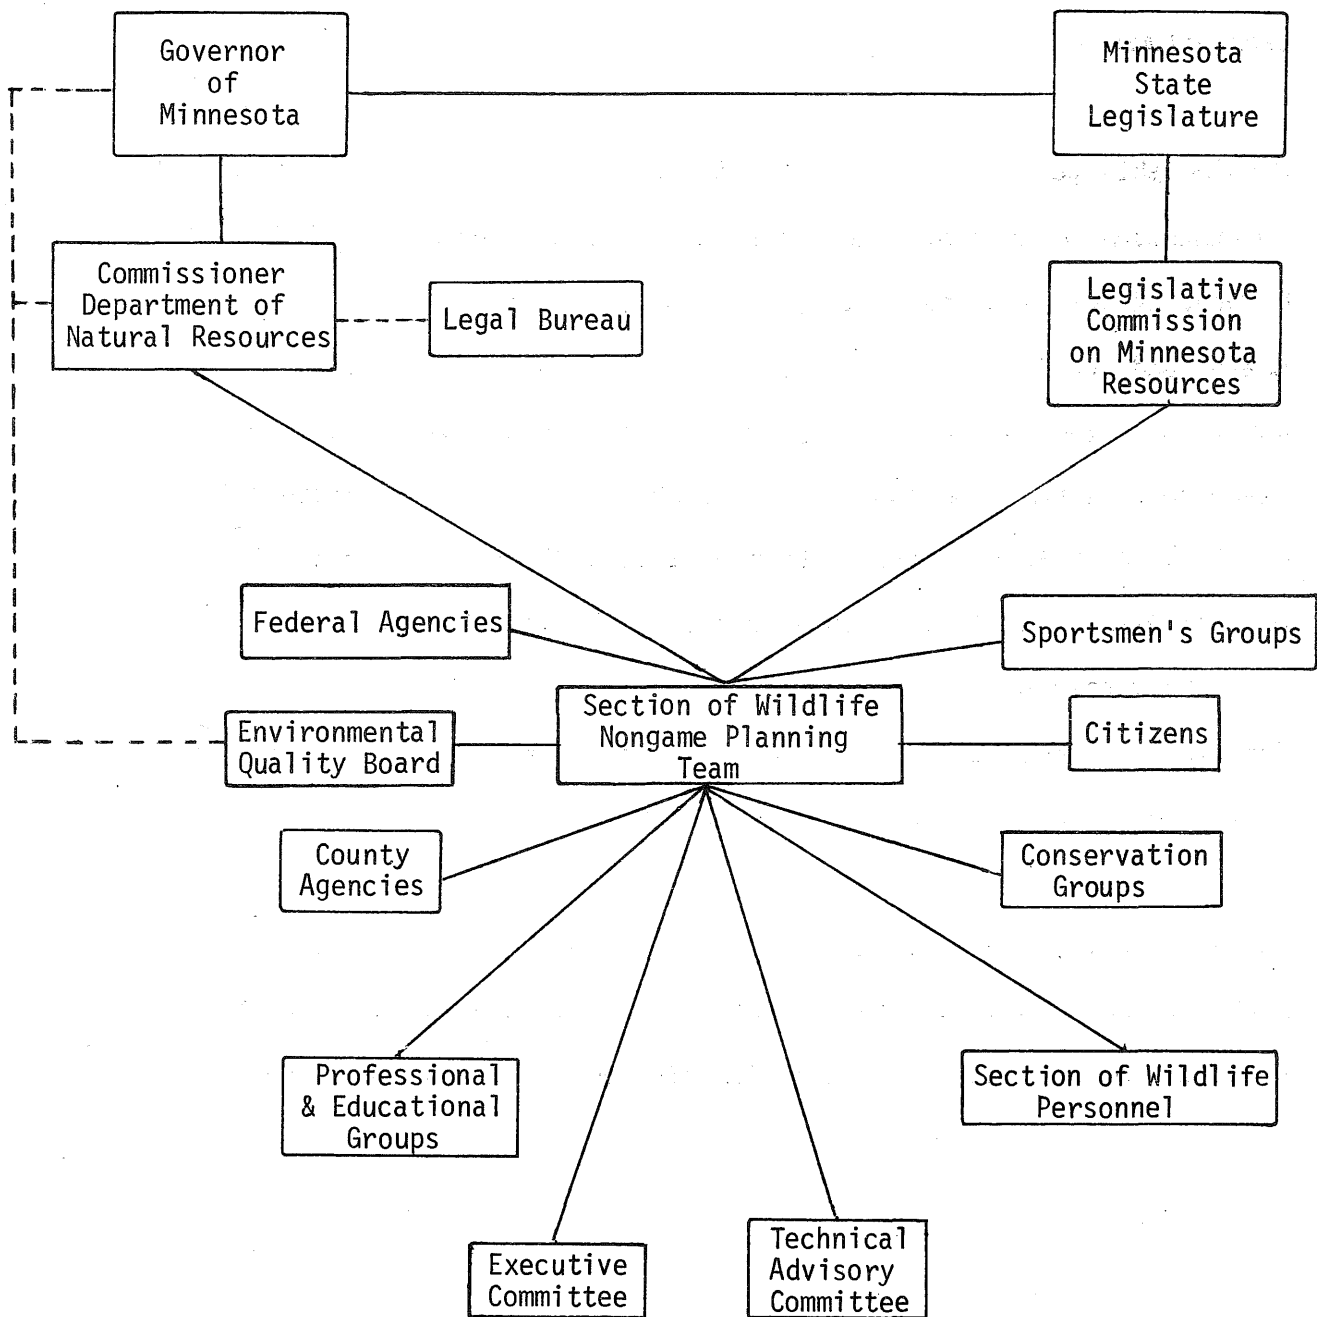 Governor
of
Minnesota
Minnesota
State
Legislature
Commissioner
Department of
Natural Resources
Legal Bureau
Legislative
Commission
on Minnesota
Resources
Federal Agencies
Sportsmen's Groups
Environmental
Quality Board
Section of Wildlife
Nongame Planning
Team
Citizens
County
Agencies
Conservation
Groups
Professional
& Educational
Groups
Section of Wildlife
Personnel
Executive
Committee
Technical
Advisory
Committee